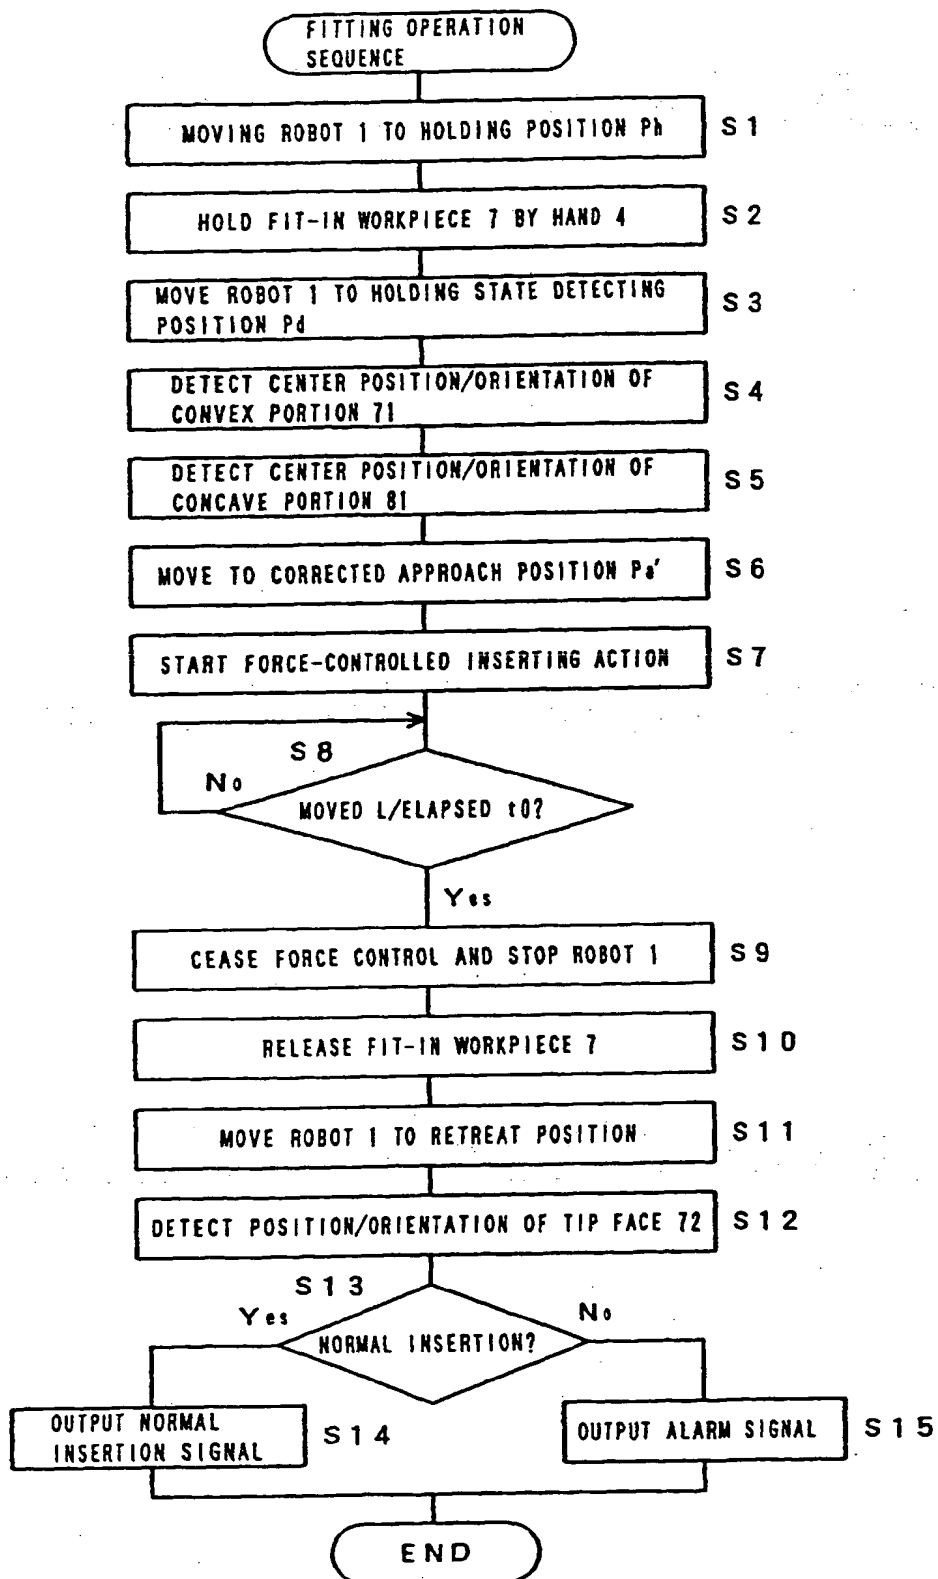 FITTING OPERATION
SEQUENCE
MOVING ROBOT 1 TO HOLDING POSITION Ph
S1
HOLD FIT-IN WORKPIECE 7 BY HAND 4
S2
MOVE ROBOT 1 TO HOLDING STATE DETECTING
POSITION Pd
S3
DETECT CENTER POSITION/ORIENTATION OF
CONVEX PORTION 71
S4
DETECT CENTER POSITION/ORIENTATION OF
CONCAVE PORTION 81
S5
MOVE TO CORRECTED APPROACH POSITION Pa'
S6
START FORCE-CONTROLLED INSERTING ACTION
S7
S8
No
MOVED L/ELAPSED t0?
Yes
CEASE FORCE CONTROL AND STOP ROBOT 1
S9
RELEASE FIT-IN WORKPIECE 7
S10
MOVE ROBOT 1 TO RETREAT POSITION
S11
DETECT POSITION/ORIENTATION OF TIP FACE 72
S12
S13
Yes
No
NORMAL INSERTION?
OUTPUT NORMAL
INSERTION SIGNAL
S14
OUTPUT ALARM SIGNAL
S15
END